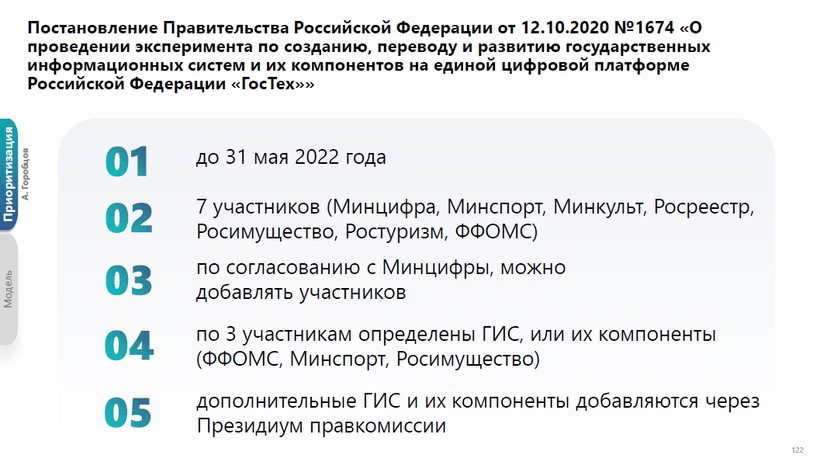 Постановление Правительства Российской Федерации от 12.10.2020 №1674 «О
проведении эксперимента по созданию, переводу и развитию государственных
информационных систем и их компонентов на единой цифровой платформе
Российской Федерации «ГосТех»»
Приоритизация
А. Горобцов
Модель
01
до 31 мая 2022 года
02
7 участников (Минцифра, Минспорт, Минкульт, Росреестр,
Росимущество, Ростуризм, ФФОМС)
03
по согласованию с Минцифры, можно
добавлять участников
04
по 3 участникам определены ГИС, или их компоненты
(ФФОМС, Минспорт, Росимущество)
05
дополнительные ГИС и их компоненты добавляются через
Президиум правкомиссии
122